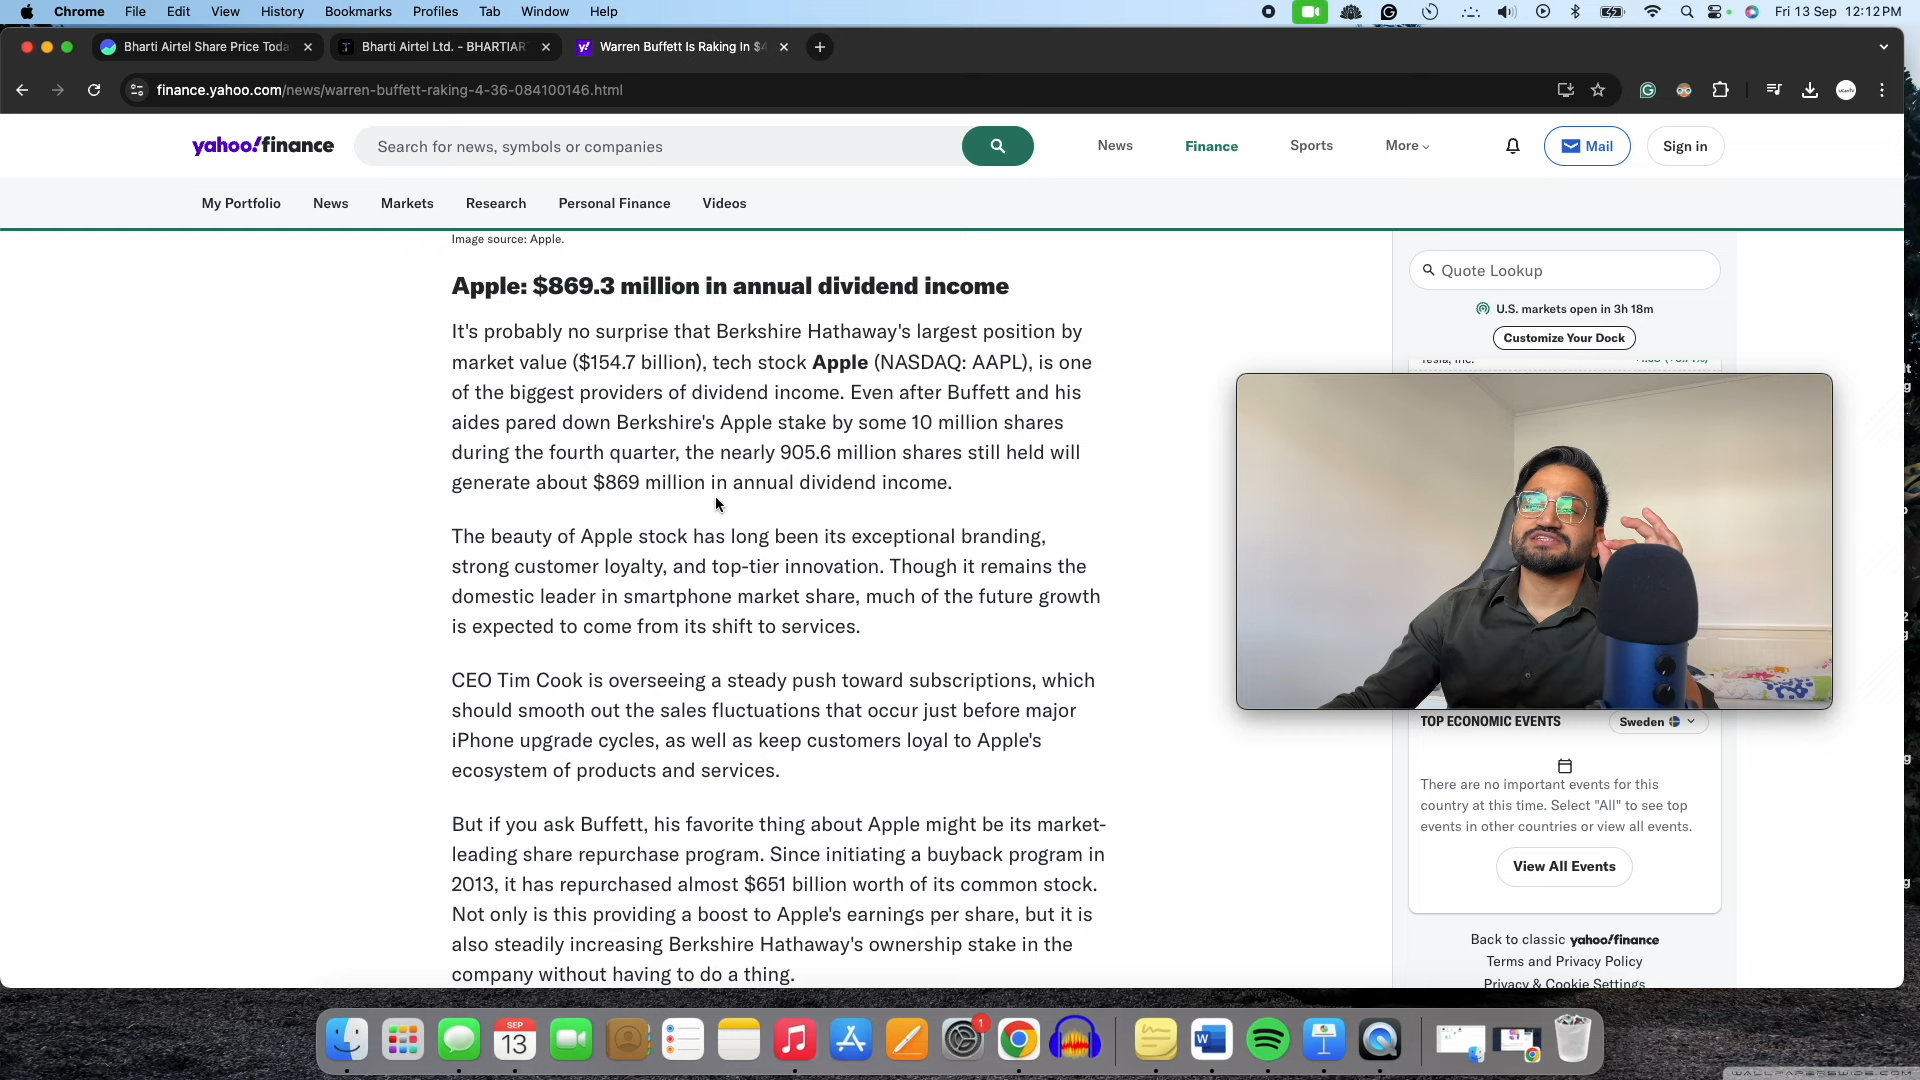 Chrome File Edit View History Bookmarks Profiles Tab Window Help
Fri 13 Sep 12:12 PM
Bharti Airtel Share Price Toda
Bharti Airtel Ltd. - BHARTIAR
Warren Buffett Is Raking In $4
finance.yahoo.com/news/warren-buffett-raking-4-36-084100146.html
yahoo!finance
Search for news, symbols or companies
News Finance Sports More
Mail
Sign in
My Portfolio News Markets Research Personal Finance Videos
Image source: Apple.
Apple: $869.3 million in annual dividend income
It's probably no surprise that Berkshire Hathaway's largest position by
market value ($154.7 billion), tech stock Apple (NASDAQ: AAPL), is one
of the biggest providers of dividend income. Even after Buffett and his
aides pared down Berkshire's Apple stake by some 10 million shares
during the fourth quarter, the nearly 905.6 million shares still held will
generate about $869 million in annual dividend income.
The beauty of Apple stock has long been its exceptional branding,
strong customer loyalty, and top-tier innovation. Though it remains the
domestic leader in smartphone market share, much of the future growth
is expected to come from its shift to services.
CEO Tim Cook is overseeing a steady push toward subscriptions, which
should smooth out the sales fluctuations that occur just before major
iPhone upgrade cycles, as well as keep customers loyal to Apple's
ecosystem of products and services.
But if you ask Buffett, his favorite thing about Apple might be its market-
leading share repurchase program. Since initiating a buyback program in
2013, it has repurchased almost $651 billion worth of its common stock.
Not only is this providing a boost to Apple's earnings per share, but it is
also steadily increasing Berkshire Hathaway's ownership stake in the
company without having to do a thing.
Quote Lookup
U.S. markets open in 3h 18m
Customize Your Dock
TOP ECONOMIC EVENTS
Sweden
There are no important events for this
country at this time. Select "All" to see top
events in other countries or view all events.
View All Events
Back to classic yahoo!finance
Terms and Privacy Policy
Privacy & Cookie Settings
SEP
13
1
W